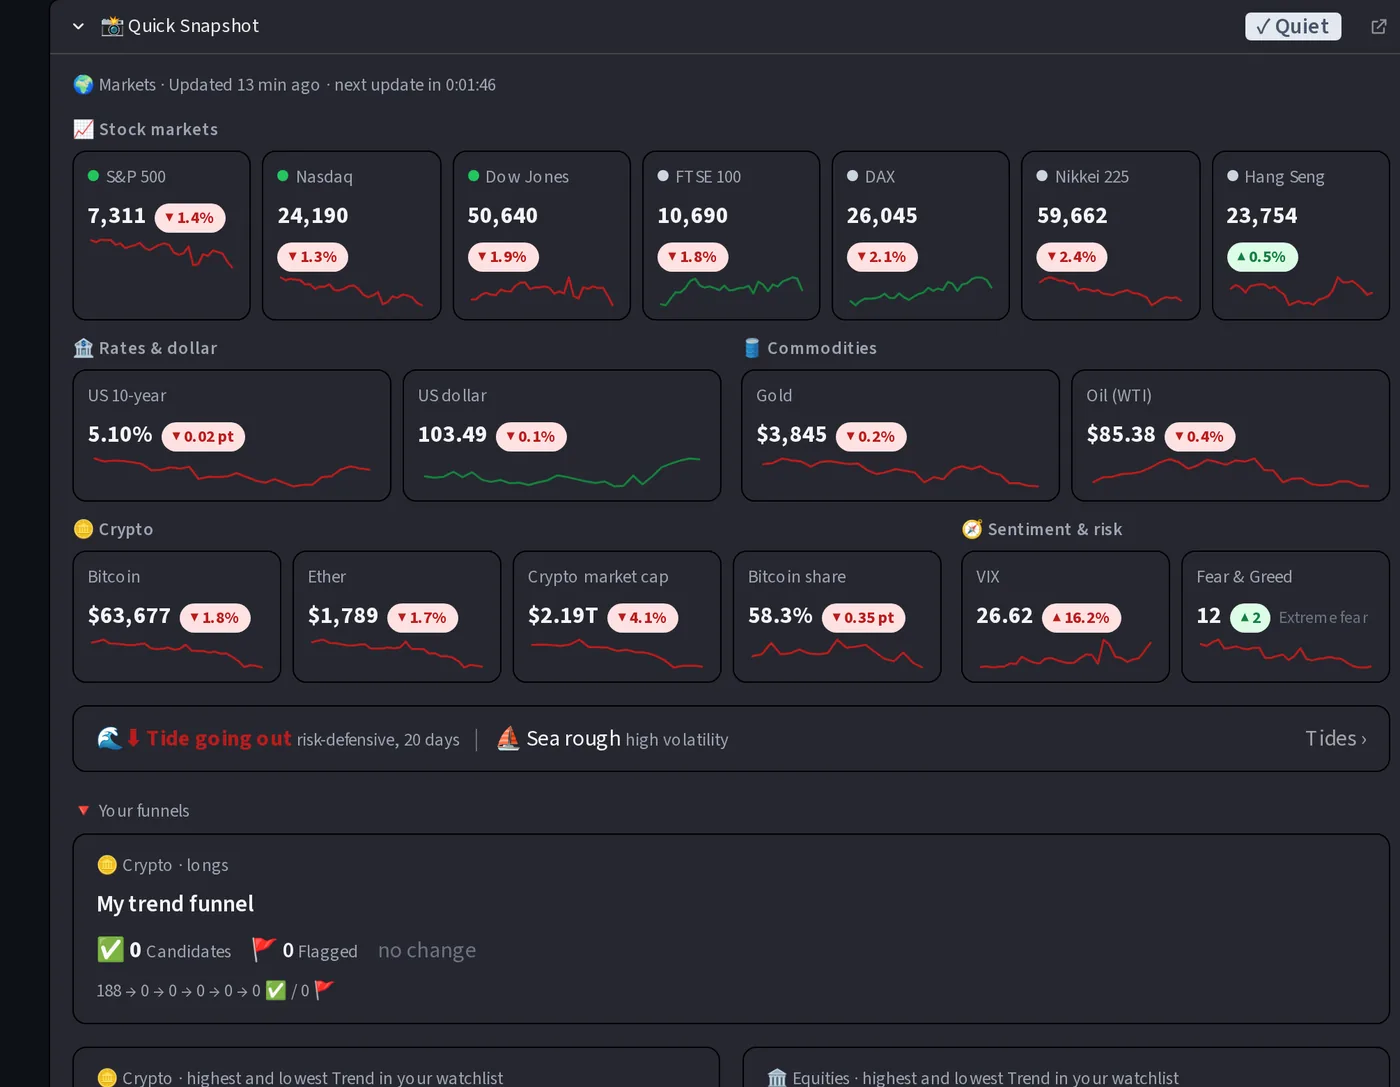 Quick Snapshot
✓ Quiet
Markets · Updated 13 min ago · next update in 0:01:46
Stock markets
S&P 500
7,311 ▼ 1.4%
Nasdaq
24,190
▼ 1.3%
Dow Jones
50,640
▼ 1.9%
FTSE 100
10,690
▼ 1.8%
DAX
26,045
▼ 2.1%
Nikkei 225
59,662
▼ 2.4%
Hang Seng
23,754
▲ 0.5%
Rates & dollar
US 10-year
5.10% ▼ 0.02 pt
US dollar
103.49 ▼ 0.1%
Commodities
Gold
$3,845 ▼ 0.2%
Oil (WTI)
$85.38 ▼ 0.4%
Crypto
Bitcoin
$63,677 ▼ 1.8%
Ether
$1,789 ▼ 1.7%
Crypto market cap
$2.19T ▼ 4.1%
Bitcoin share
58.3% ▼ 0.35 pt
Sentiment & risk
VIX
26.62 ▲ 16.2%
Fear & Greed
12 ▲ 2 Extreme fear
Tide going out risk-defensive, 20 days | Sea rough high volatility
Tides ›
Your funnels
Crypto · longs
My trend funnel
✅ 0 Candidates 🚩 0 Flagged no change
188 → 0 → 0 → 0 → 0 → 0 ✅ / 0 🚩
Crypto · highest and lowest Trend in your watchlist
Equities · highest and lowest Trend in your watchlist